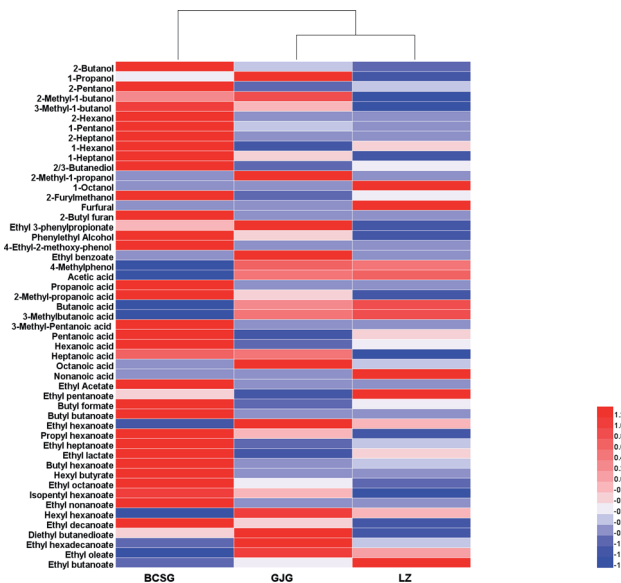 2-Butanol
1-Propanol
2-Pentanol
2-Methyl-1-butanol
3-Methyl-1-butanol
2-Hexanol
1-Pentanol
2-Heptanol
1-Hexanol
1-Heptanol
2/3-Butanediol
2-Methyl-1-propanol
1-Octanol
2-Furylmethanol
Furfural
2-Butyl furan
Ethyl 3-phenylpropionate
Phenylethyl Alcohol
4-Ethyl-2-methoxy-phenol
Ethyl benzoate
4-Methylphenol
Acetic acid
Propanoic acid
2-Methyl-propanoic acid
Butanoic acid
3-Methylbutanoic acid
3-Methyl-Pentanoic acid
Pentanoic acid
Hexanoic acid
Heptanoic acid
Octanoic acid
Nonanoic acid
Ethyl Acetate
Ethyl pentanoate
Butyl formate
Butyl butanoate
Ethyl hexanoate
Propyl hexanoate
Ethyl heptanoate
Ethyl lactate
Butyl hexanoate
Hexyl butyrate
Ethyl octanoate
Isopentyl hexanoate
Ethyl nonanoate
Hexyl hexanoate
Ethyl decanoate
Diethyl butanedioate
Ethyl hexadecanoate
Ethyl oleate
Ethyl butanoate
BCSG GJG LZ